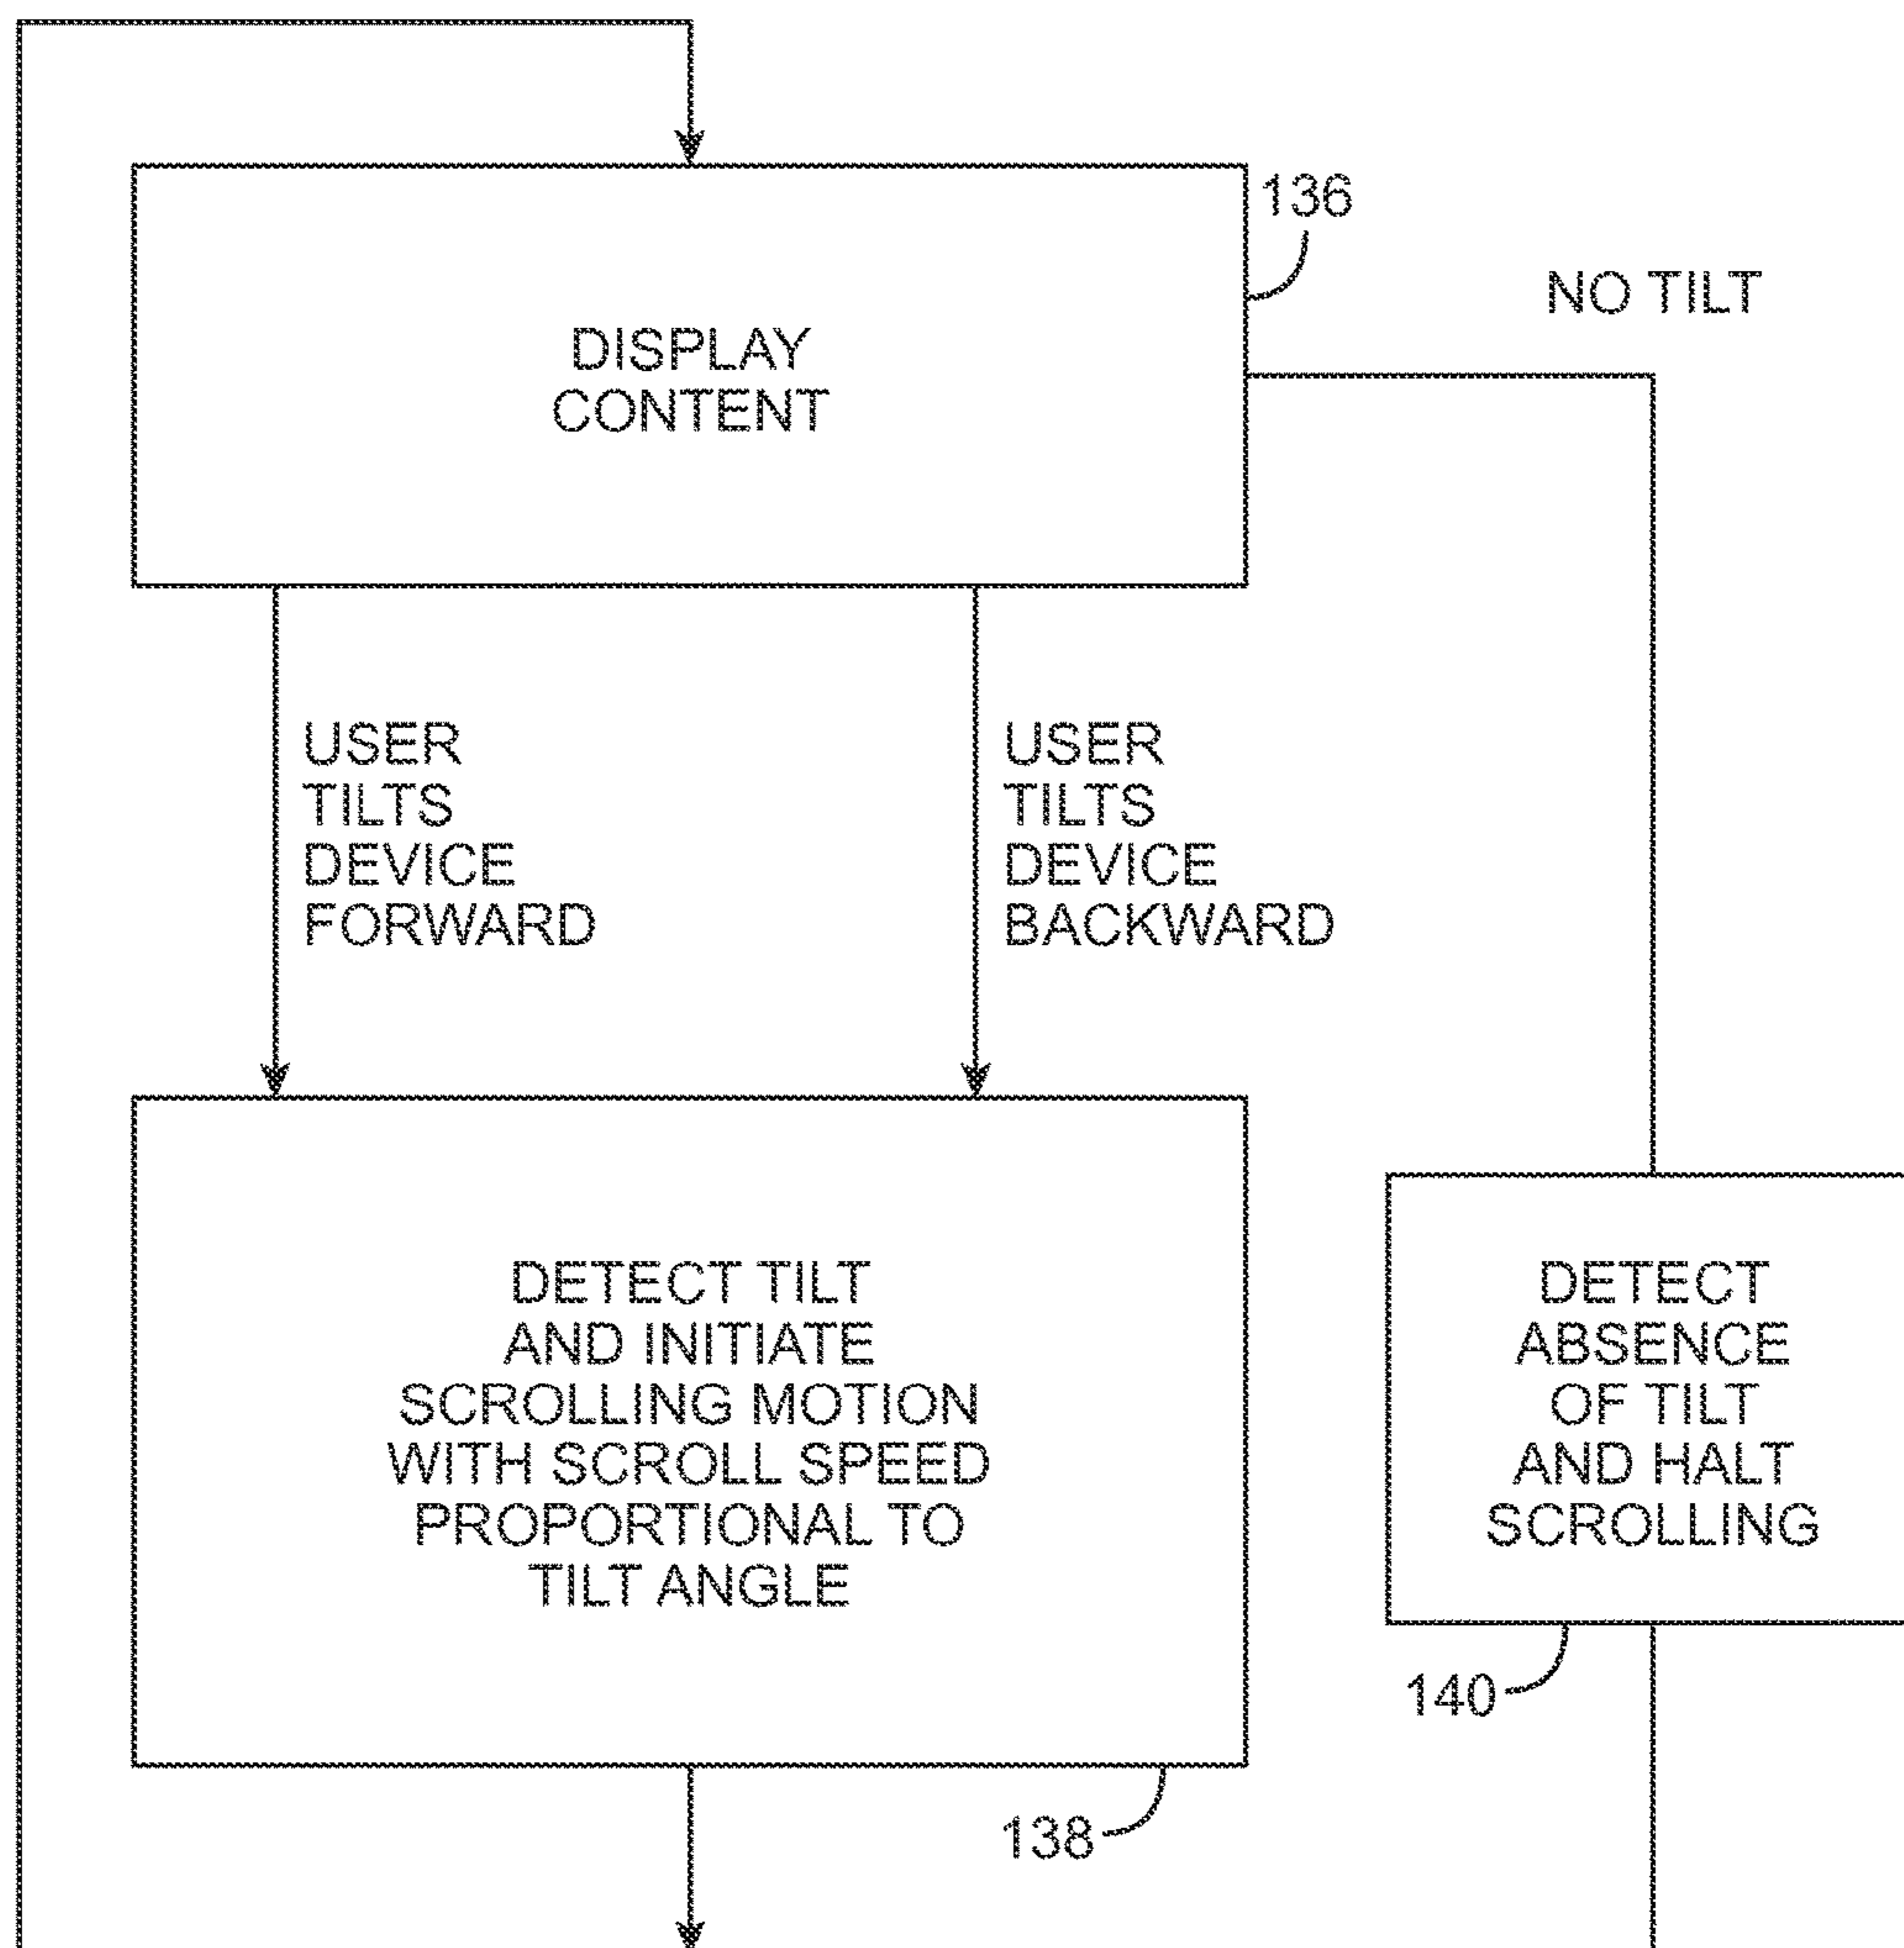 136
NO TILT
DISPLAY
CONTENT
USER
TILTS
DEVICE
FORWARD
USER
TILTS
DEVICE
BACKWARD
DETECT TILT
AND INITIATE
SCROLLING MOTION
WITH SCROLL SPEED
PROPORTIONAL TO
TILT ANGLE
DETECT
ABSENCE
OF TILT
AND HALT
SCROLLING
140
138